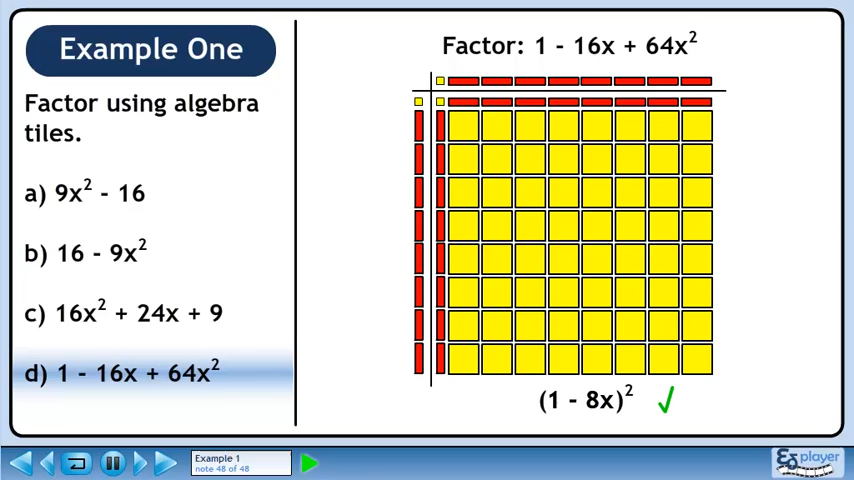 Example One
Factor using algebra
tiles.
a) 9x² - 16
b) 16 - 9x²
c) 16x² + 24x + 9
d) 1 - 16x + 64x²
Factor: 1 - 16x + 64x²
(1 - 8x)² ✓
Example 1
note 48 of 48
player